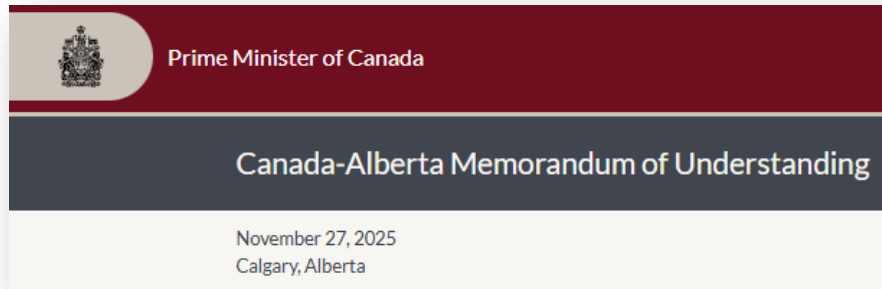 Prime Minister of Canada
Canada-Alberta Memorandum of Understanding
November 27, 2025
Calgary, Alberta